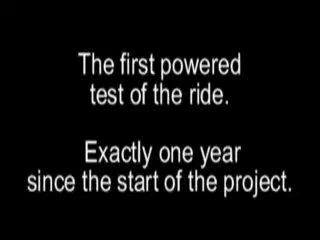 The first powered
test of the ride.
Exactly one year
since the start of the project.